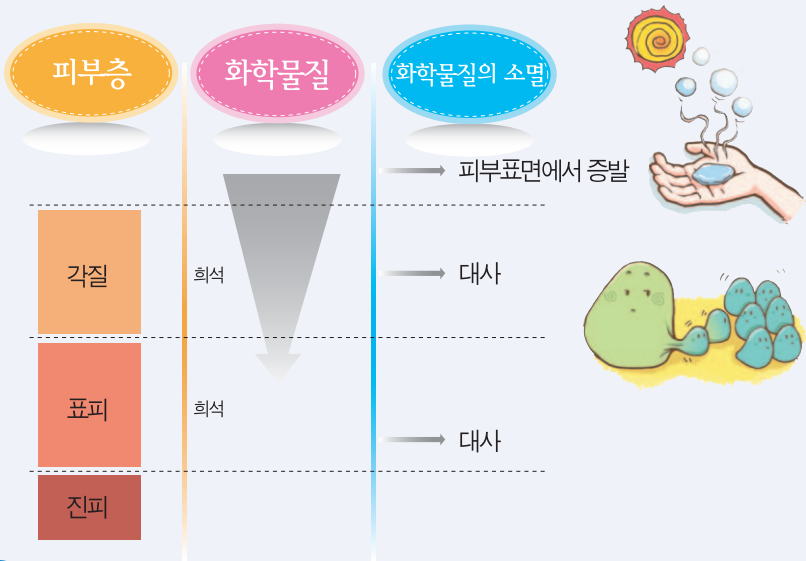 피부층
화학물질
화학물질의 소멸
피부표면에서 증발
각질
희석
대사
표피
희석
대사
진피